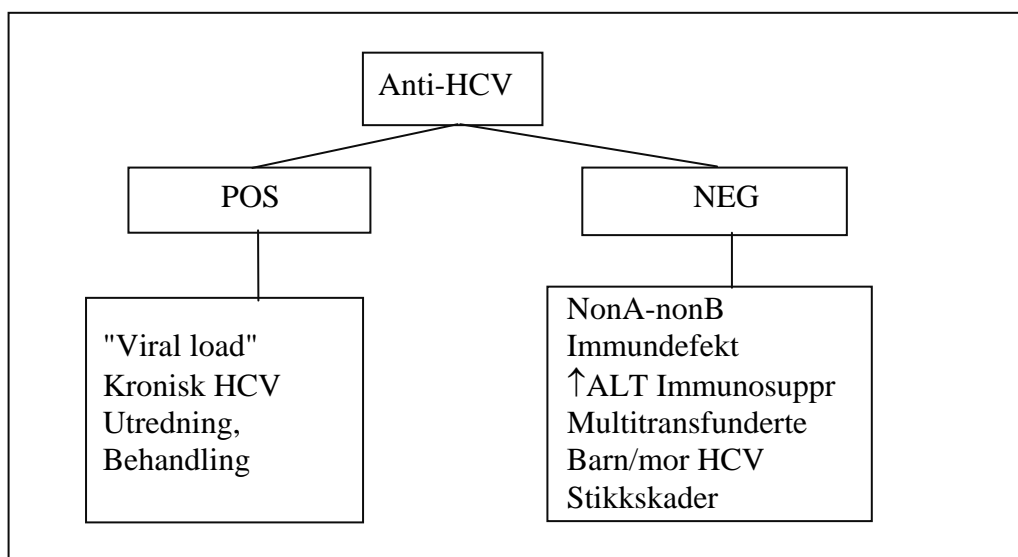 Anti-HCV
POS
NEG
"Viral load"
Kronisk HCV
Utredning,
Behandling
NonA-nonB
Immundefekt
↑ALT Immunosuppr
Multitransfunderte
Barn/mor HCV
Stikkskader